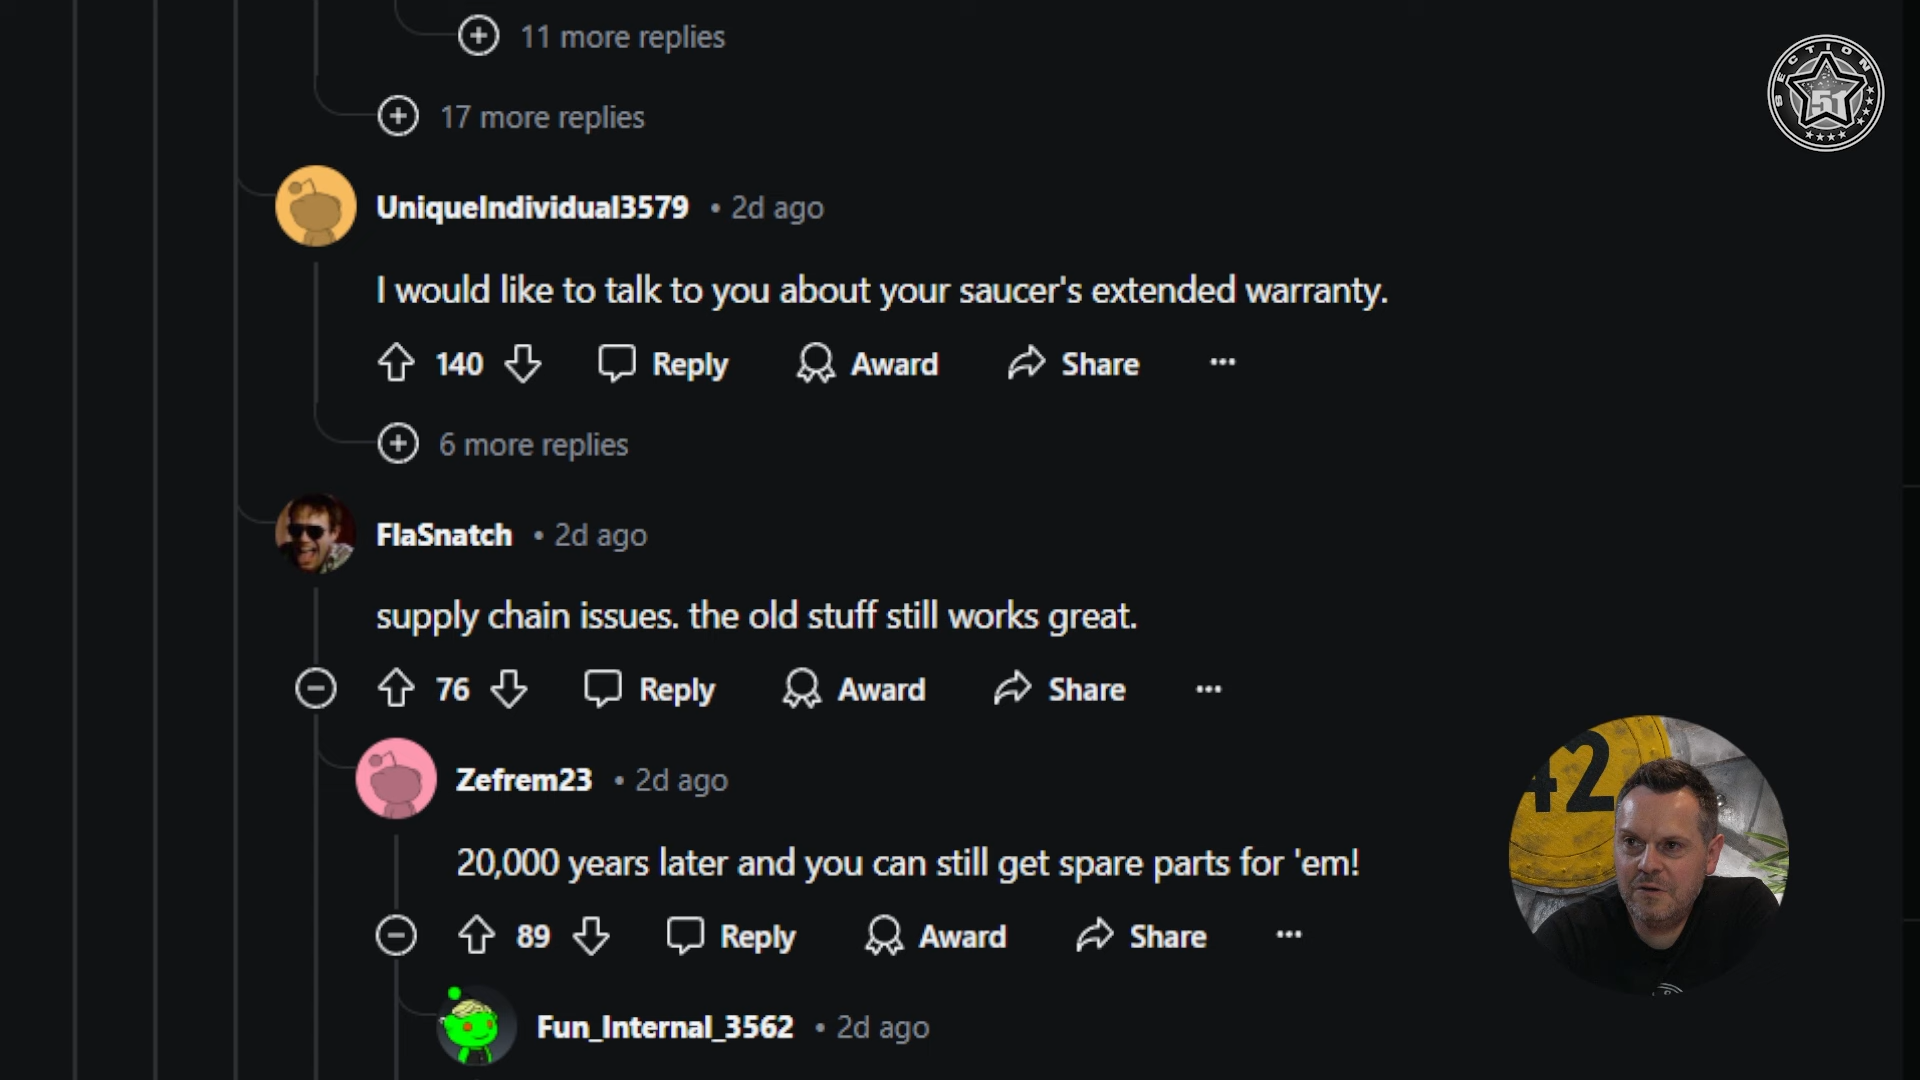 11 more replies
17 more replies
SECTION
51
UniqueIndividual3579 • 2d ago
I would like to talk to you about your saucer's extended warranty.
140 Reply Award Share ...
6 more replies
FlaSnatch • 2d ago
supply chain issues. the old stuff still works great.
76 Reply Award Share ...
Zefrem23 • 2d ago
42
20,000 years later and you can still get spare parts for 'em!
89 Reply Award Share ...
Fun_Internal_3562 • 2d ago